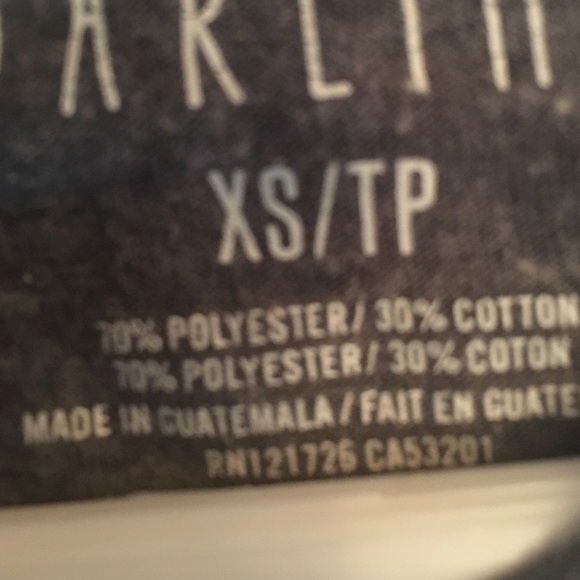 XS/TP
70% POLYESTER/ 30% COTTON
70% POLYESTER/ 30% COTON
MADE IN GUATEMALA / FAIT EN GUATE
RN121726 CA53201